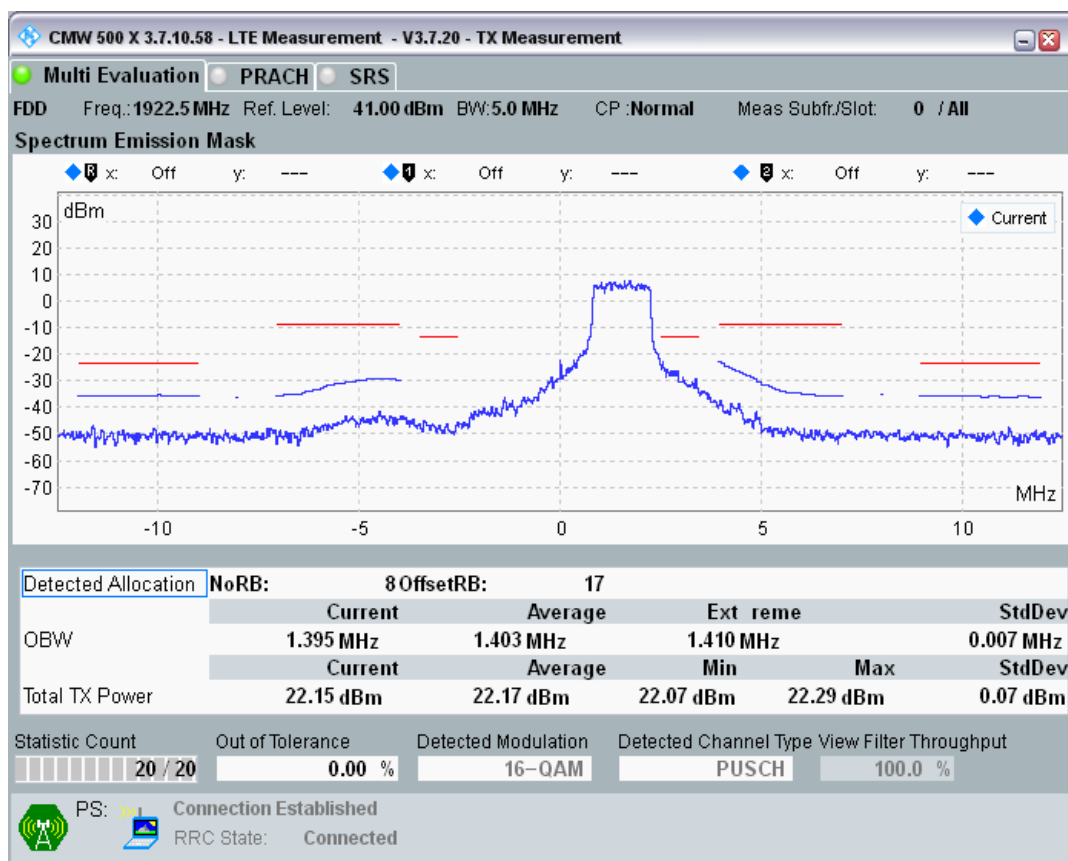 CMW 500 X 3.7.10.58 - LTE Measurement - V3.7.20 - TX Measurement
Multi Evaluation PRACH SRS
FDD Freq.: 1922.5 MHz Ref. Level: 41.00 dBm BW: 5.0 MHz CP : Normal Meas Subfr./Slot: 0 / All
Spectrum Emission Mask
R x: Off y: --- 1 x: Off y: --- 2 x: Off y: ---
dBm
Current
30
20
10
0
-10
-20
-30
-40
-50
-60
-70
MHz
-10 -5 0 5 10
Detected Allocation NoRB: 8 OffsetRB: 17
Current Average Ext reme StdDev
OBW 1.395 MHz 1.403 MHz 1.410 MHz 0.007 MHz
Current Average Min Max StdDev
Total TX Power 22.15 dBm 22.17 dBm 22.07 dBm 22.29 dBm 0.07 dBm
Statistic Count Out of Tolerance Detected Modulation Detected Channel Type View Filter Throughput
20 / 20 0.00 % 16-QAM PUSCH 100.0 %
PS: Connection Established
RRC State: Connected